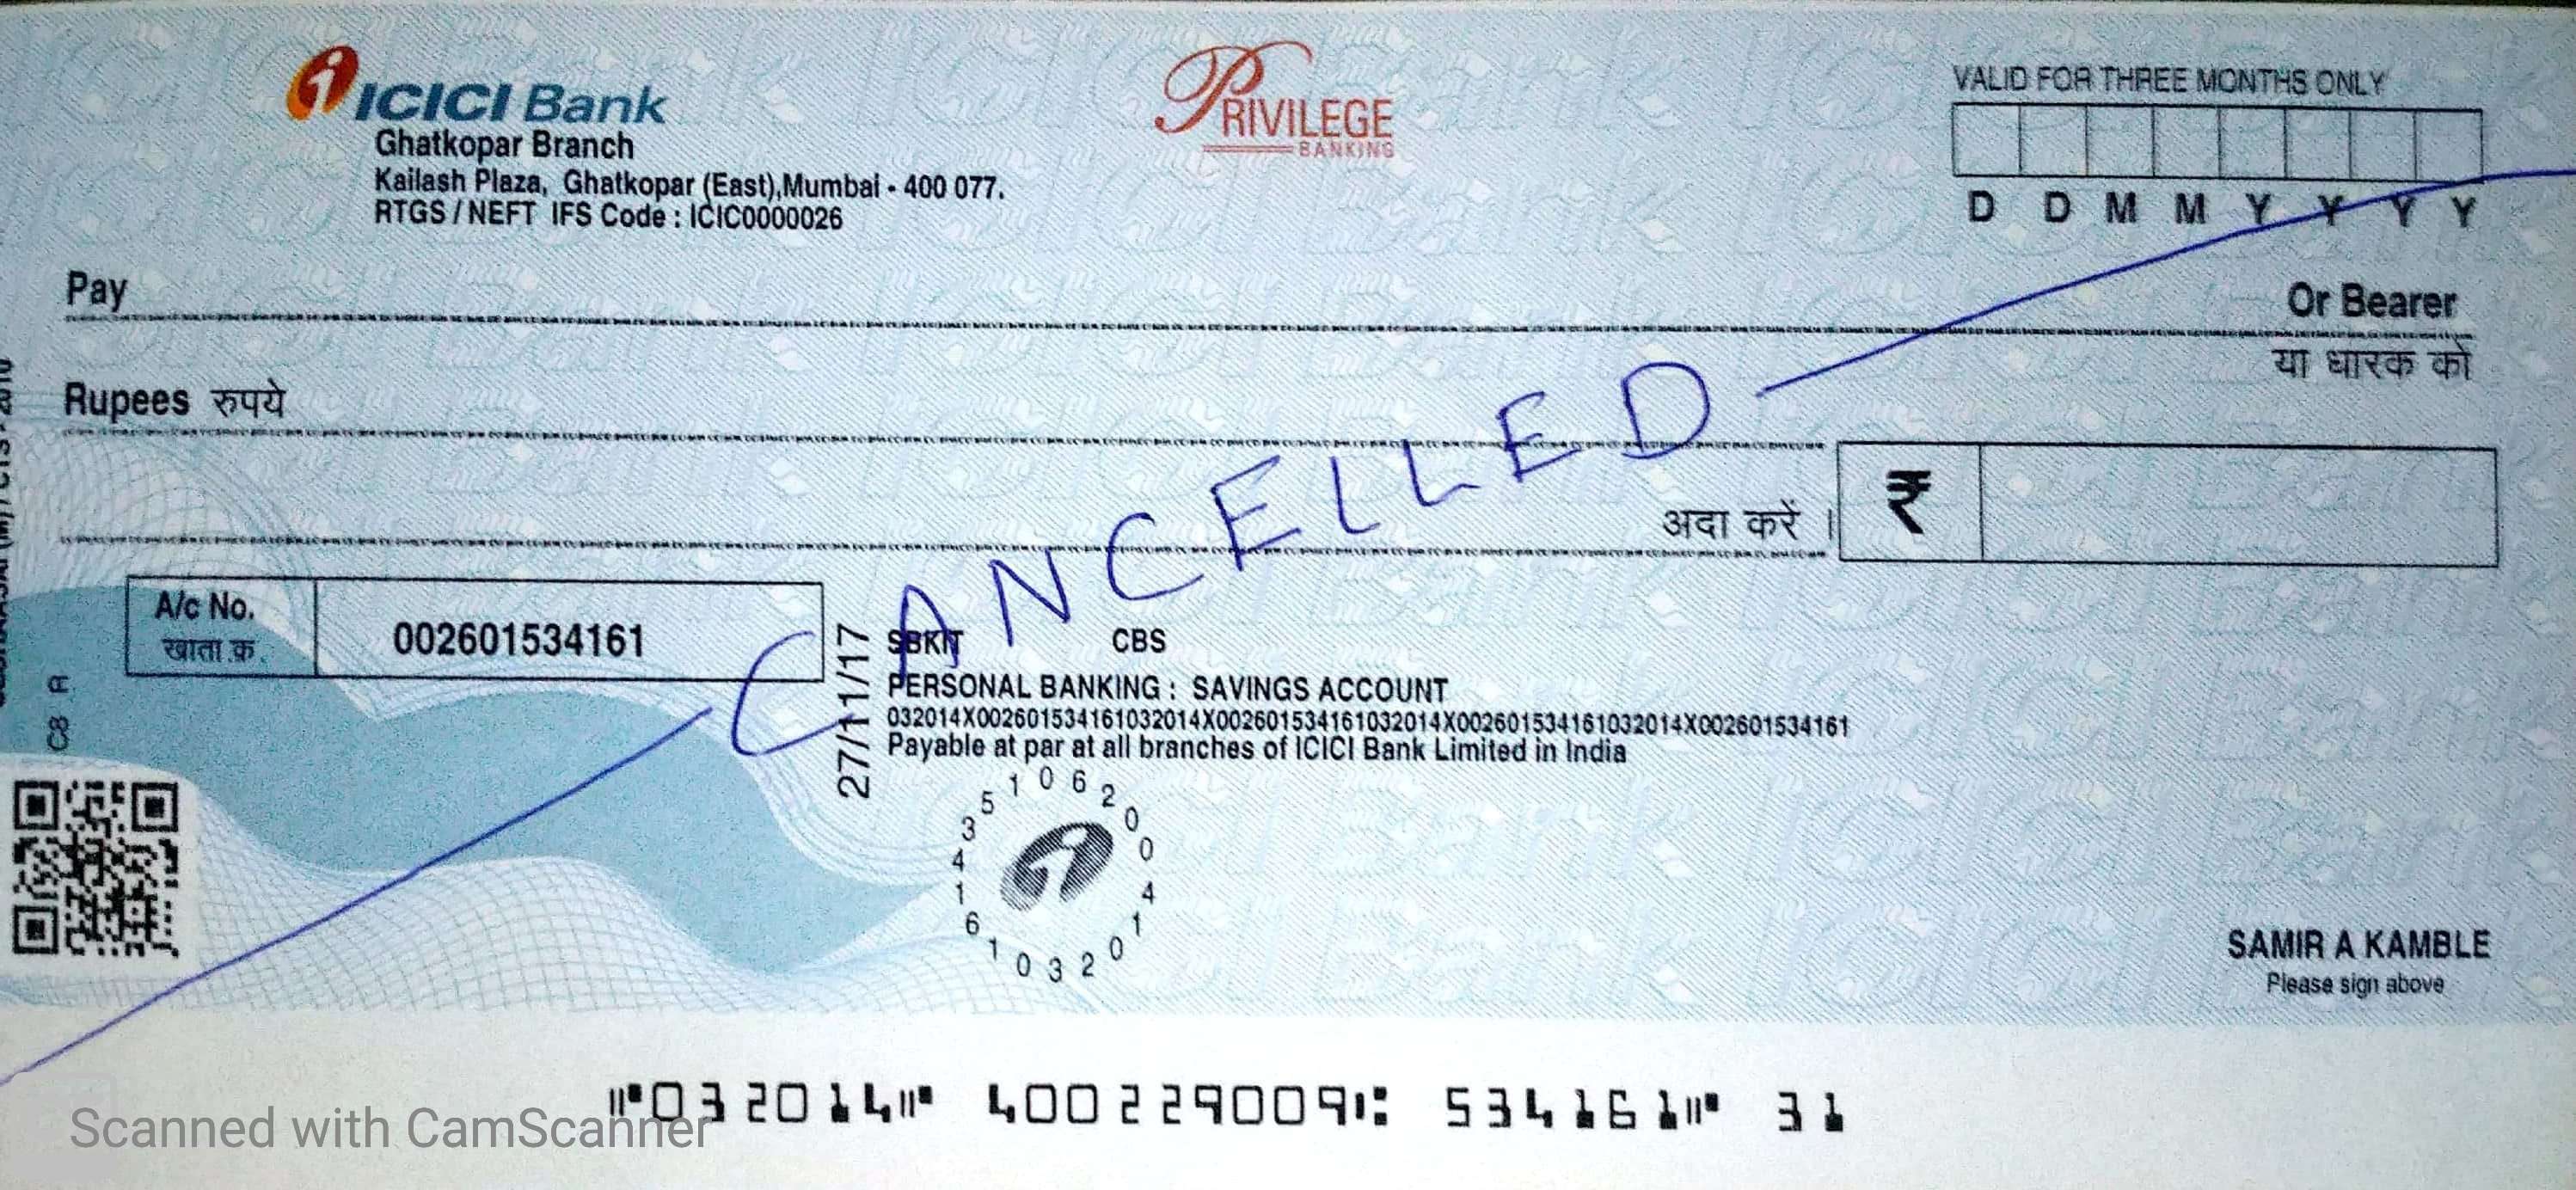 ICICI Bank
PRIVILEGE
BANKING
Ghatkopar Branch
Kailash Plaza, Ghatkopar (East),Mumbai - 400 077.
RTGS / NEFT IFS Code : ICIC0000026
VALID FOR THREE MONTHS ONLY
D D M M Y Y Y Y
Pay
Or Bearer
या धारक को
Rupees रुपये
CANCELLED
अदा करें ।
₹
A/c No.
खाता क्र.
002601534161
27/11/17
SBKIT CBS
PERSONAL BANKING : SAVINGS ACCOUNT
032014X002601534161032014X002601534161032014X002601534161032014X002601534161
Payable at par at all branches of ICICI Bank Limited in India
1 0 6 2 0 0 4 1 0 2 3 0 1 6 1 4 3 5
SAMIR A KAMBLE
Please sign above
⑈032014⑈ 400229009⑆ 534161⑈ 31
Scanned with CamScanner